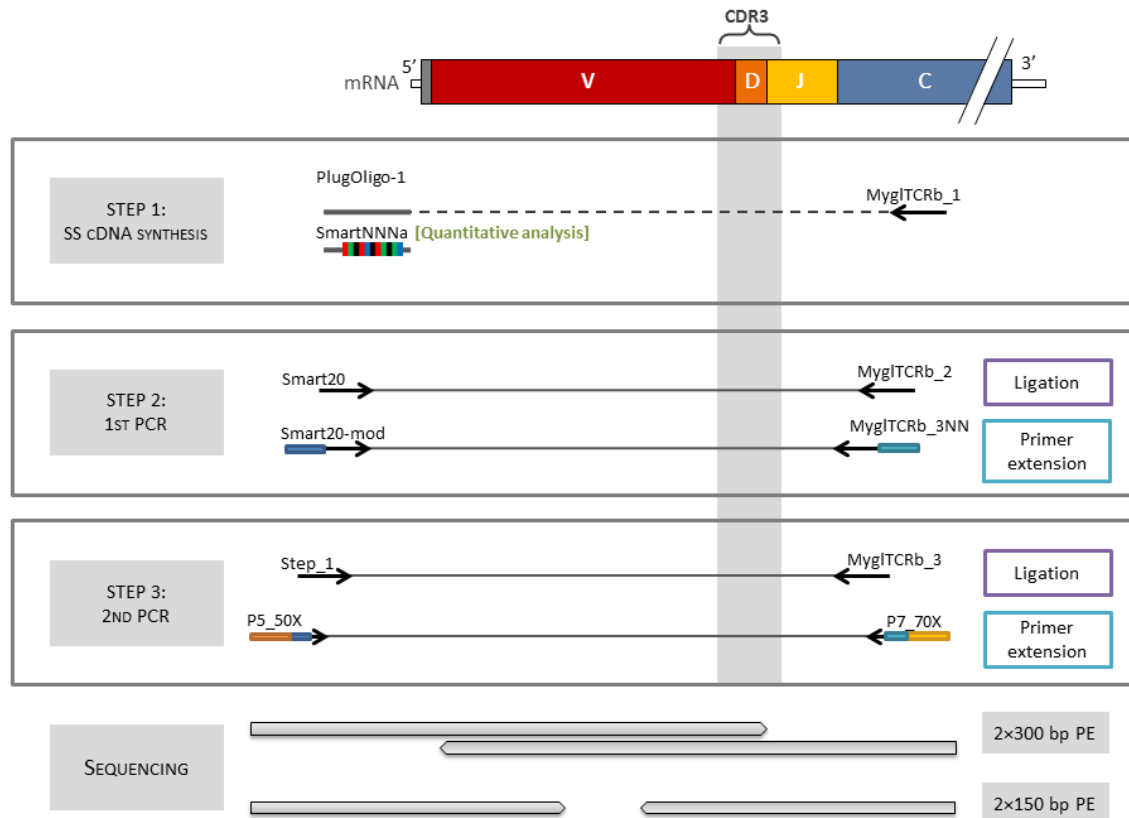 CDR3
mRNA 5’ V D J C 3’
STEP 1:
SS CDNA SYNTHESIS
PlugOligo-1
MyglTCRb_1
SmartNNNa [Quantitative analysis]
STEP 2:
1ST PCR
Smart20
MyglTCRb_2
Ligation
Smart20-mod
MyglTCRb_3NN
Primer
extension
STEP 3:
2ND PCR
Step_1
MyglTCRb_3
Ligation
P5_50X
P7_70X
Primer
extension
SEQUENCING
2×300 bp PE
2×150 bp PE